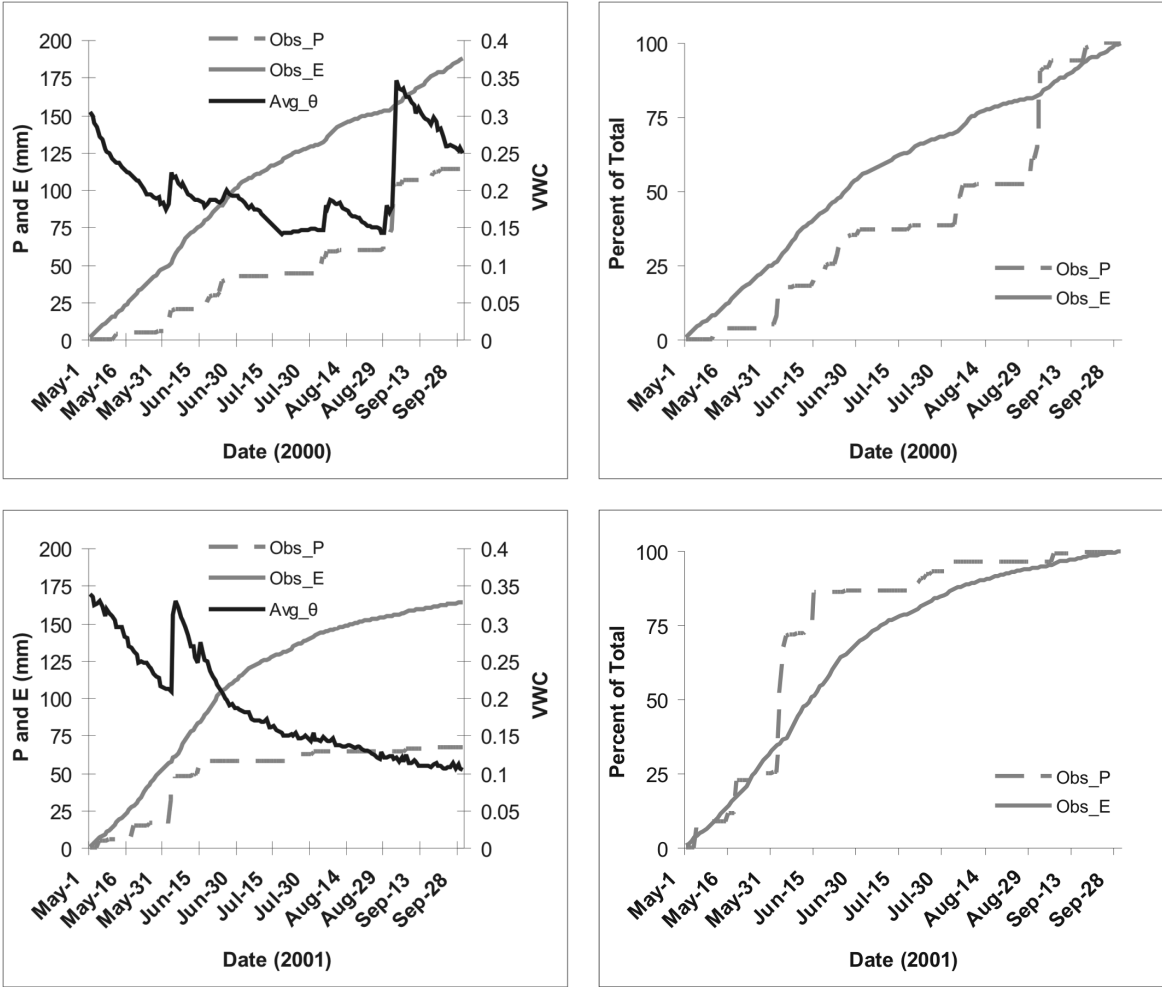 200
175
150
125
100
75
50
25
0
P and E (mm)
0.4
0.35
0.3
0.25
0.2
0.15
0.1
0.05
0
VWC
Obs_P
Obs_E
Avg_θ
May-1
May-16
May-31
Jun-15
Jun-30
Jul-15
Jul-30
Aug-14
Aug-29
Sep-13
Sep-28
Date (2000)
100
75
50
25
0
Percent of Total
Obs_P
Obs_E
May-1
May-16
May-31
Jun-15
Jun-30
Jul-15
Jul-30
Aug-14
Aug-29
Sep-13
Sep-28
Date (2000)
200
175
150
125
100
75
50
25
0
P and E (mm)
0.4
0.35
0.3
0.25
0.2
0.15
0.1
0.05
0
VWC
Obs_P
Obs_E
Avg_θ
May-1
May-16
May-31
Jun-15
Jun-30
Jul-15
Jul-30
Aug-14
Aug-29
Sep-13
Sep-28
Date (2001)
100
75
50
25
0
Percent of Total
Obs_P
Obs_E
May-1
May-16
May-31
Jun-15
Jun-30
Jul-15
Jul-30
Aug-14
Aug-29
Sep-13
Sep-28
Date (2001)